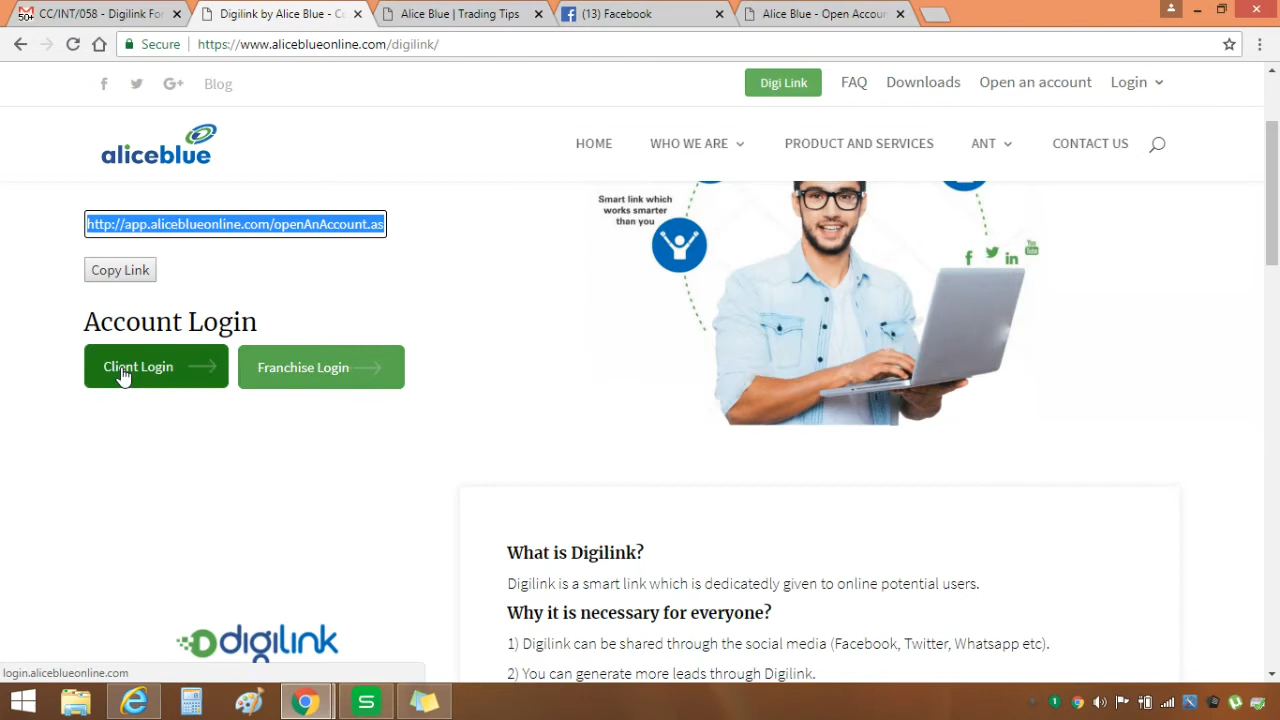 CC/INT/058 - Digilink For
Digilink by Alice Blue - Co
Alice Blue | Trading Tips
(13) Facebook
Alice Blue - Open Accoun
Secure
https://www.aliceblueonline.com/digilink/
Blog
Digi Link
FAQ
Downloads
Open an account
Login
aliceblue
HOME
WHO WE ARE
PRODUCT AND SERVICES
ANT
CONTACT US
http://app.aliceblueonline.com/openAnAccount.as
Smart link which
works smarter
than you
You
Tube
Copy Link
Account Login
Client Login
Franchise Login
What is Digilink?
Digilink is a smart link which is dedicatedly given to online potential users.
Why it is necessary for everyone?
1) Digilink can be shared through the social media (Facebook, Twitter, Whatsapp etc).
2) You can generate more leads through Digilink.
digilink
login.aliceblueonline.com